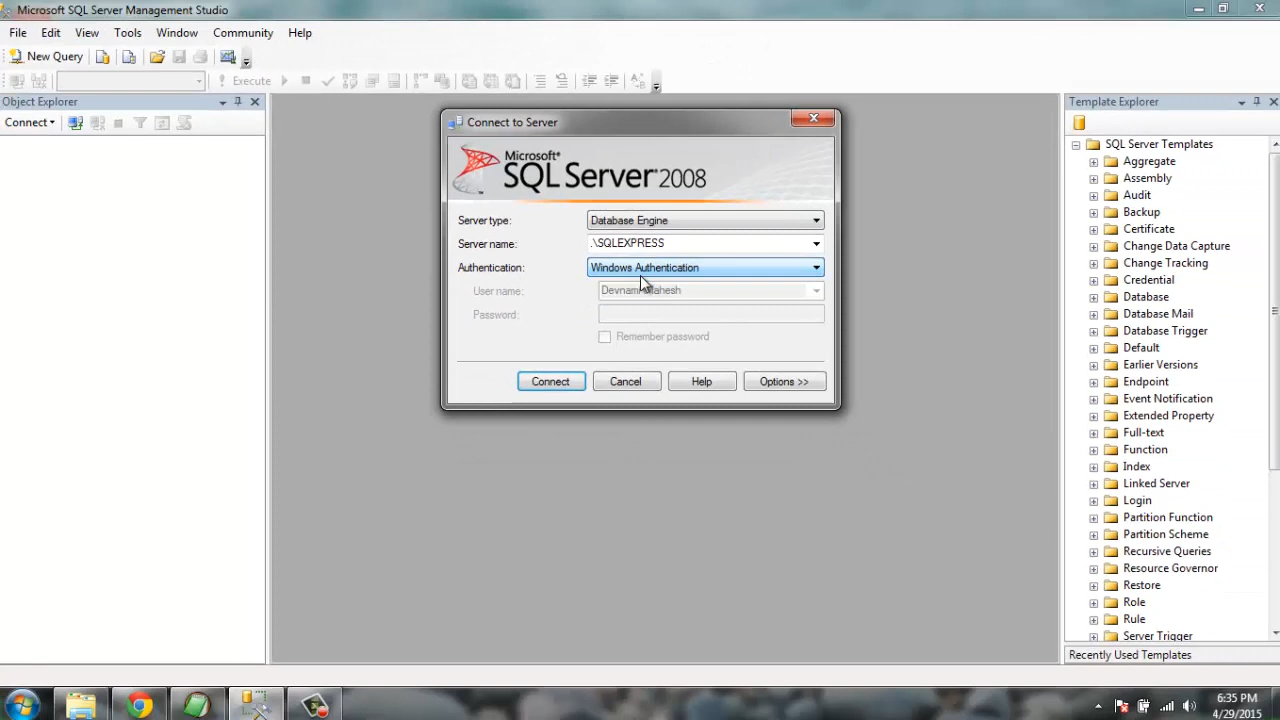 Microsoft SQL Server Management Studio
File Edit View Tools Window Community Help
New Query
Execute
Object Explorer
Connect
Connect to Server
Microsoft
SQL Server 2008
Server type: Database Engine
Server name: .\SQLEXPRESS
Authentication: Windows Authentication
User name:
Password:
Remember password
Connect Cancel Help Options >>
Template Explorer
SQL Server Templates
Aggregate
Assembly
Audit
Backup
Certificate
Change Data Capture
Change Tracking
Credential
Database
Database Mail
Database Trigger
Default
Earlier Versions
Endpoint
Event Notification
Extended Property
Full-text
Function
Index
Linked Server
Login
Partition Function
Partition Scheme
Recursive Queries
Resource Governor
Restore
Role
Rule
Server Trigger
Recently Used Templates
6:35 PM
4/29/2015